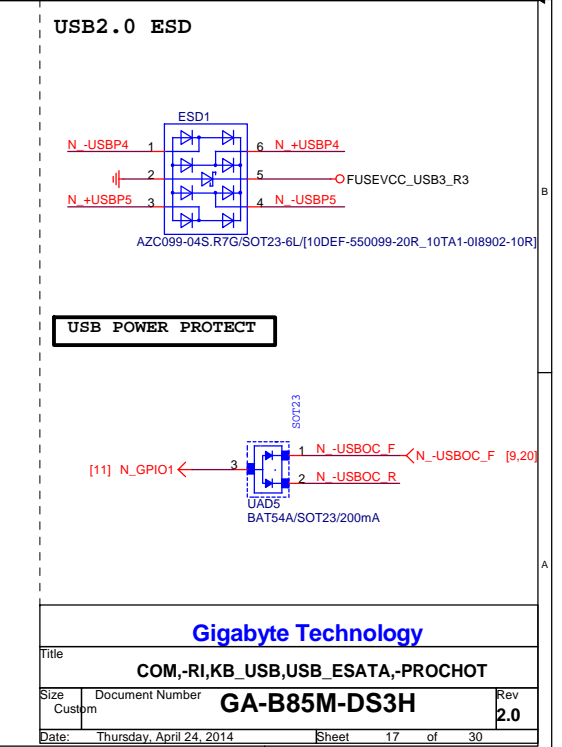 USB2.0 ESD
ESD1
N_-USBP4 1 6 N_+USBP4
2 5 FUSEVCC_USB3_R3
N_+USBP5 3 4 N_-USBP5
AZC099-04S.R7G/SOT23-6L/[10DEF-550099-20R_10TA1-0I8902-10R]
B
USB POWER PROTECT
SOT23
1 N_-USBOC_F N_-USBOC_F [9,20]
[11] N_GPIO1 3
2 N_-USBOC_R
UAD5
BAT54A/SOT23/200mA
A
Gigabyte Technology
Title
COM,-RI,KB_USB,USB_ESATA,-PROCHOT
Size Document Number Rev
Custom GA-B85M-DS3H 2.0
Date: Thursday, April 24, 2014 Sheet 17 of 30